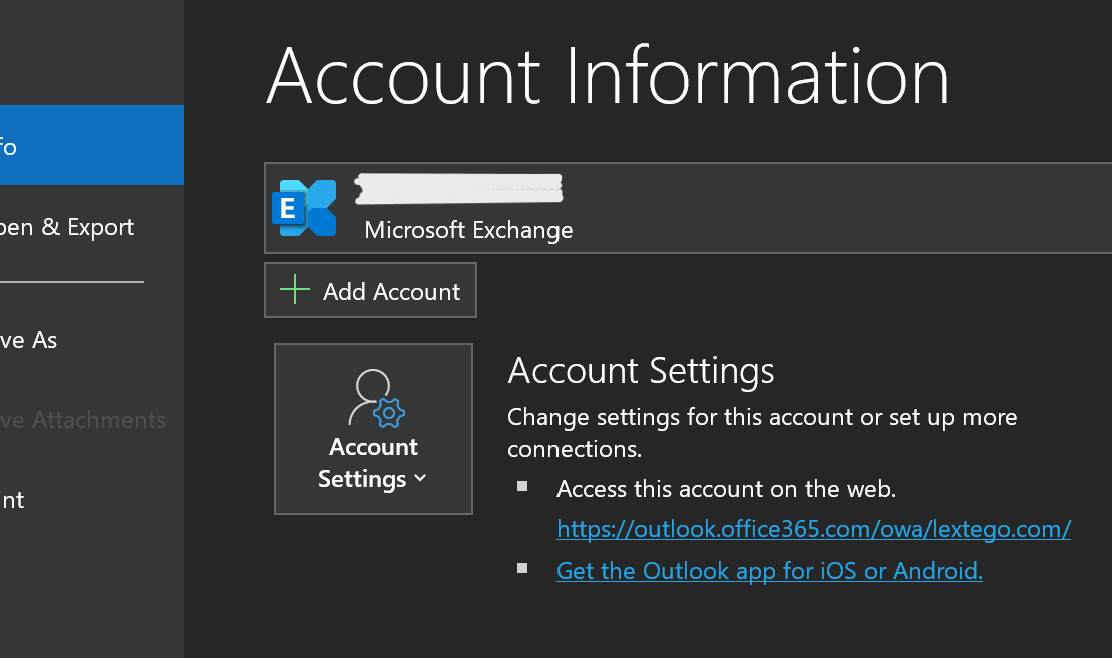 Account Information
fo
E
Microsoft Exchange
pen & Export
Add Account
ve As
Account Settings
Change settings for this account or set up more
connections.
ve Attachments
Account
Settings
Access this account on the web.
nt
https://outlook.office365.com/owa/lextego.com/
Get the Outlook app for iOS or Android.